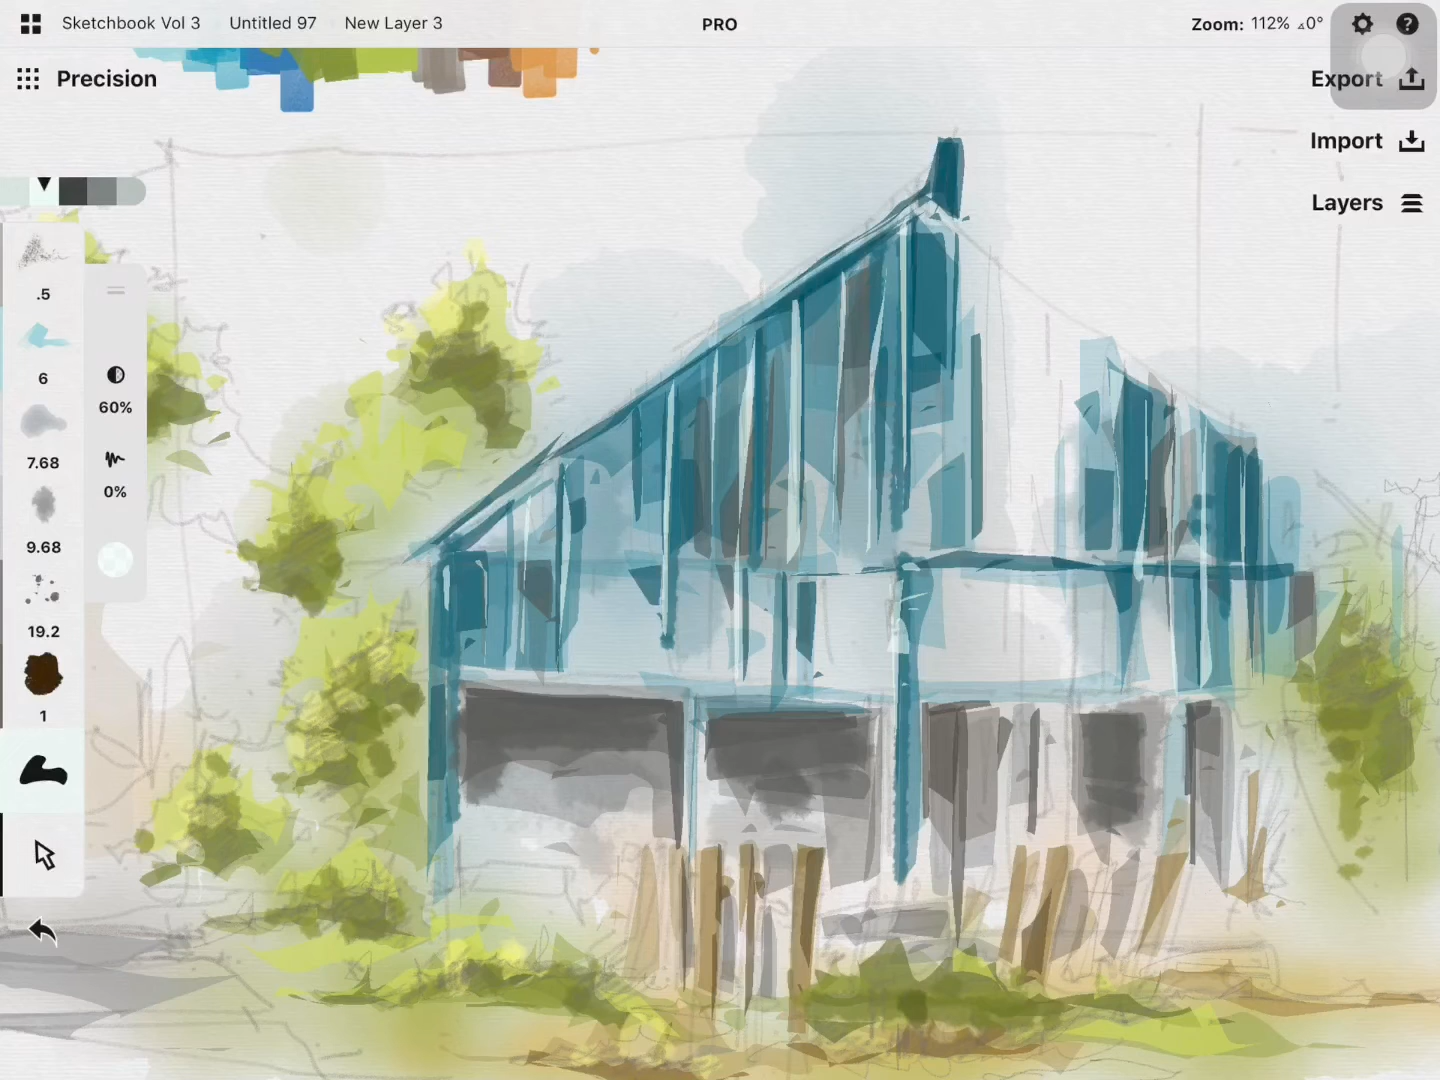 Sketchbook Vol 3 Untitled 97 New Layer 3 PRO Zoom: 112% ⊿0° ?
Precision Export
Import
Layers
.5
6
60%
7.68
0%
9.68
19.2
1